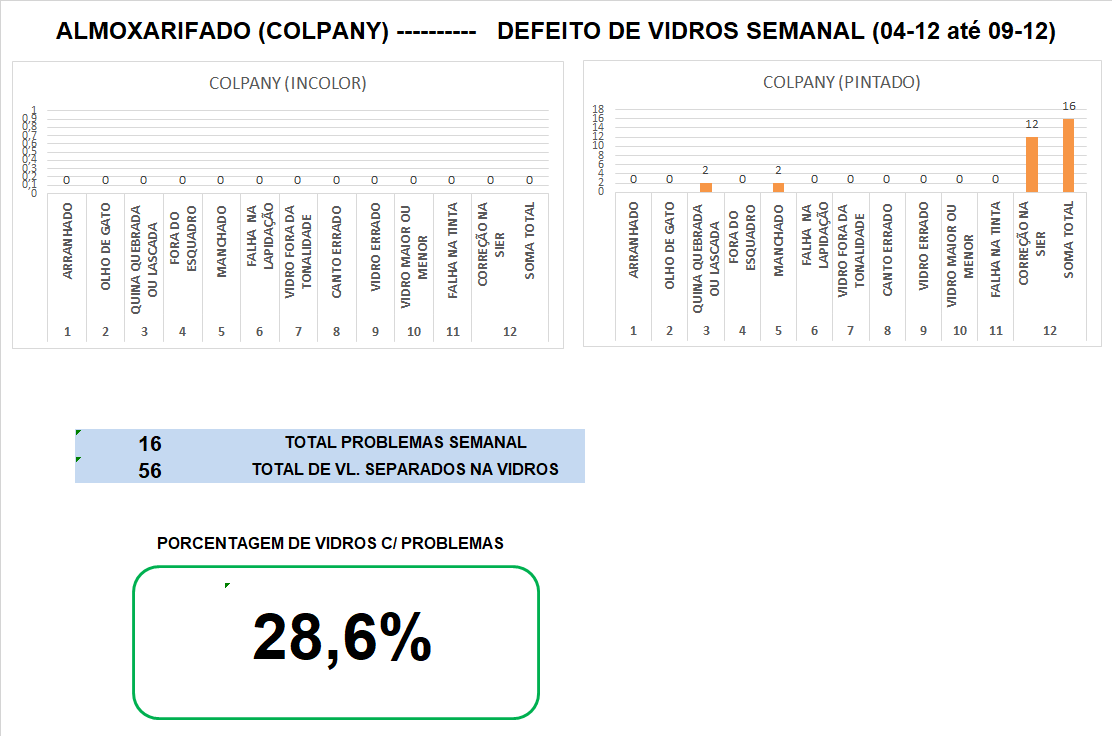 ALMOXARIFADO (COLPANY) ---------- DEFEITO DE VIDROS SEMANAL (04-12 até 09-12)
COLPANY (INCOLOR)
1
0,9
0,8
0,7
0,6
0,5
0,4
0,3
0,2
0,1
0
0 0 0 0 0 0 0 0 0 0 0 0 0
ARRANHADO
OLHO DE GATO
QUINA QUEBRADA
OU LASCADA
FORA DO
ESQUADRO
MANCHADO
FALHA NA
LAPIDAÇÃO
VIDRO FORA DA
TONALIDADE
CANTO ERRADO
VIDRO ERRADO
VIDRO MAIOR OU
MENOR
FALHA NA TINTA
CORREÇÃO NA
SIER
SOMA TOTAL
1 2 3 4 5 6 7 8 9 10 11 12
COLPANY (PINTADO)
18
16
14
12
10
8
6
4
2
0
0 0 2 0 2 0 0 0 0 0 0 12 16
ARRANHADO
OLHO DE GATO
QUINA QUEBRADA
OU LASCADA
FORA DO
ESQUADRO
MANCHADO
FALHA NA
LAPIDAÇÃO
VIDRO FORA DA
TONALIDADE
CANTO ERRADO
VIDRO ERRADO
VIDRO MAIOR OU
MENOR
FALHA NA TINTA
CORREÇÃO NA
SIER
SOMA TOTAL
1 2 3 4 5 6 7 8 9 10 11 12
16 TOTAL PROBLEMAS SEMANAL
56 TOTAL DE VL. SEPARADOS NA VIDROS
PORCENTAGEM DE VIDROS C/ PROBLEMAS
28,6%